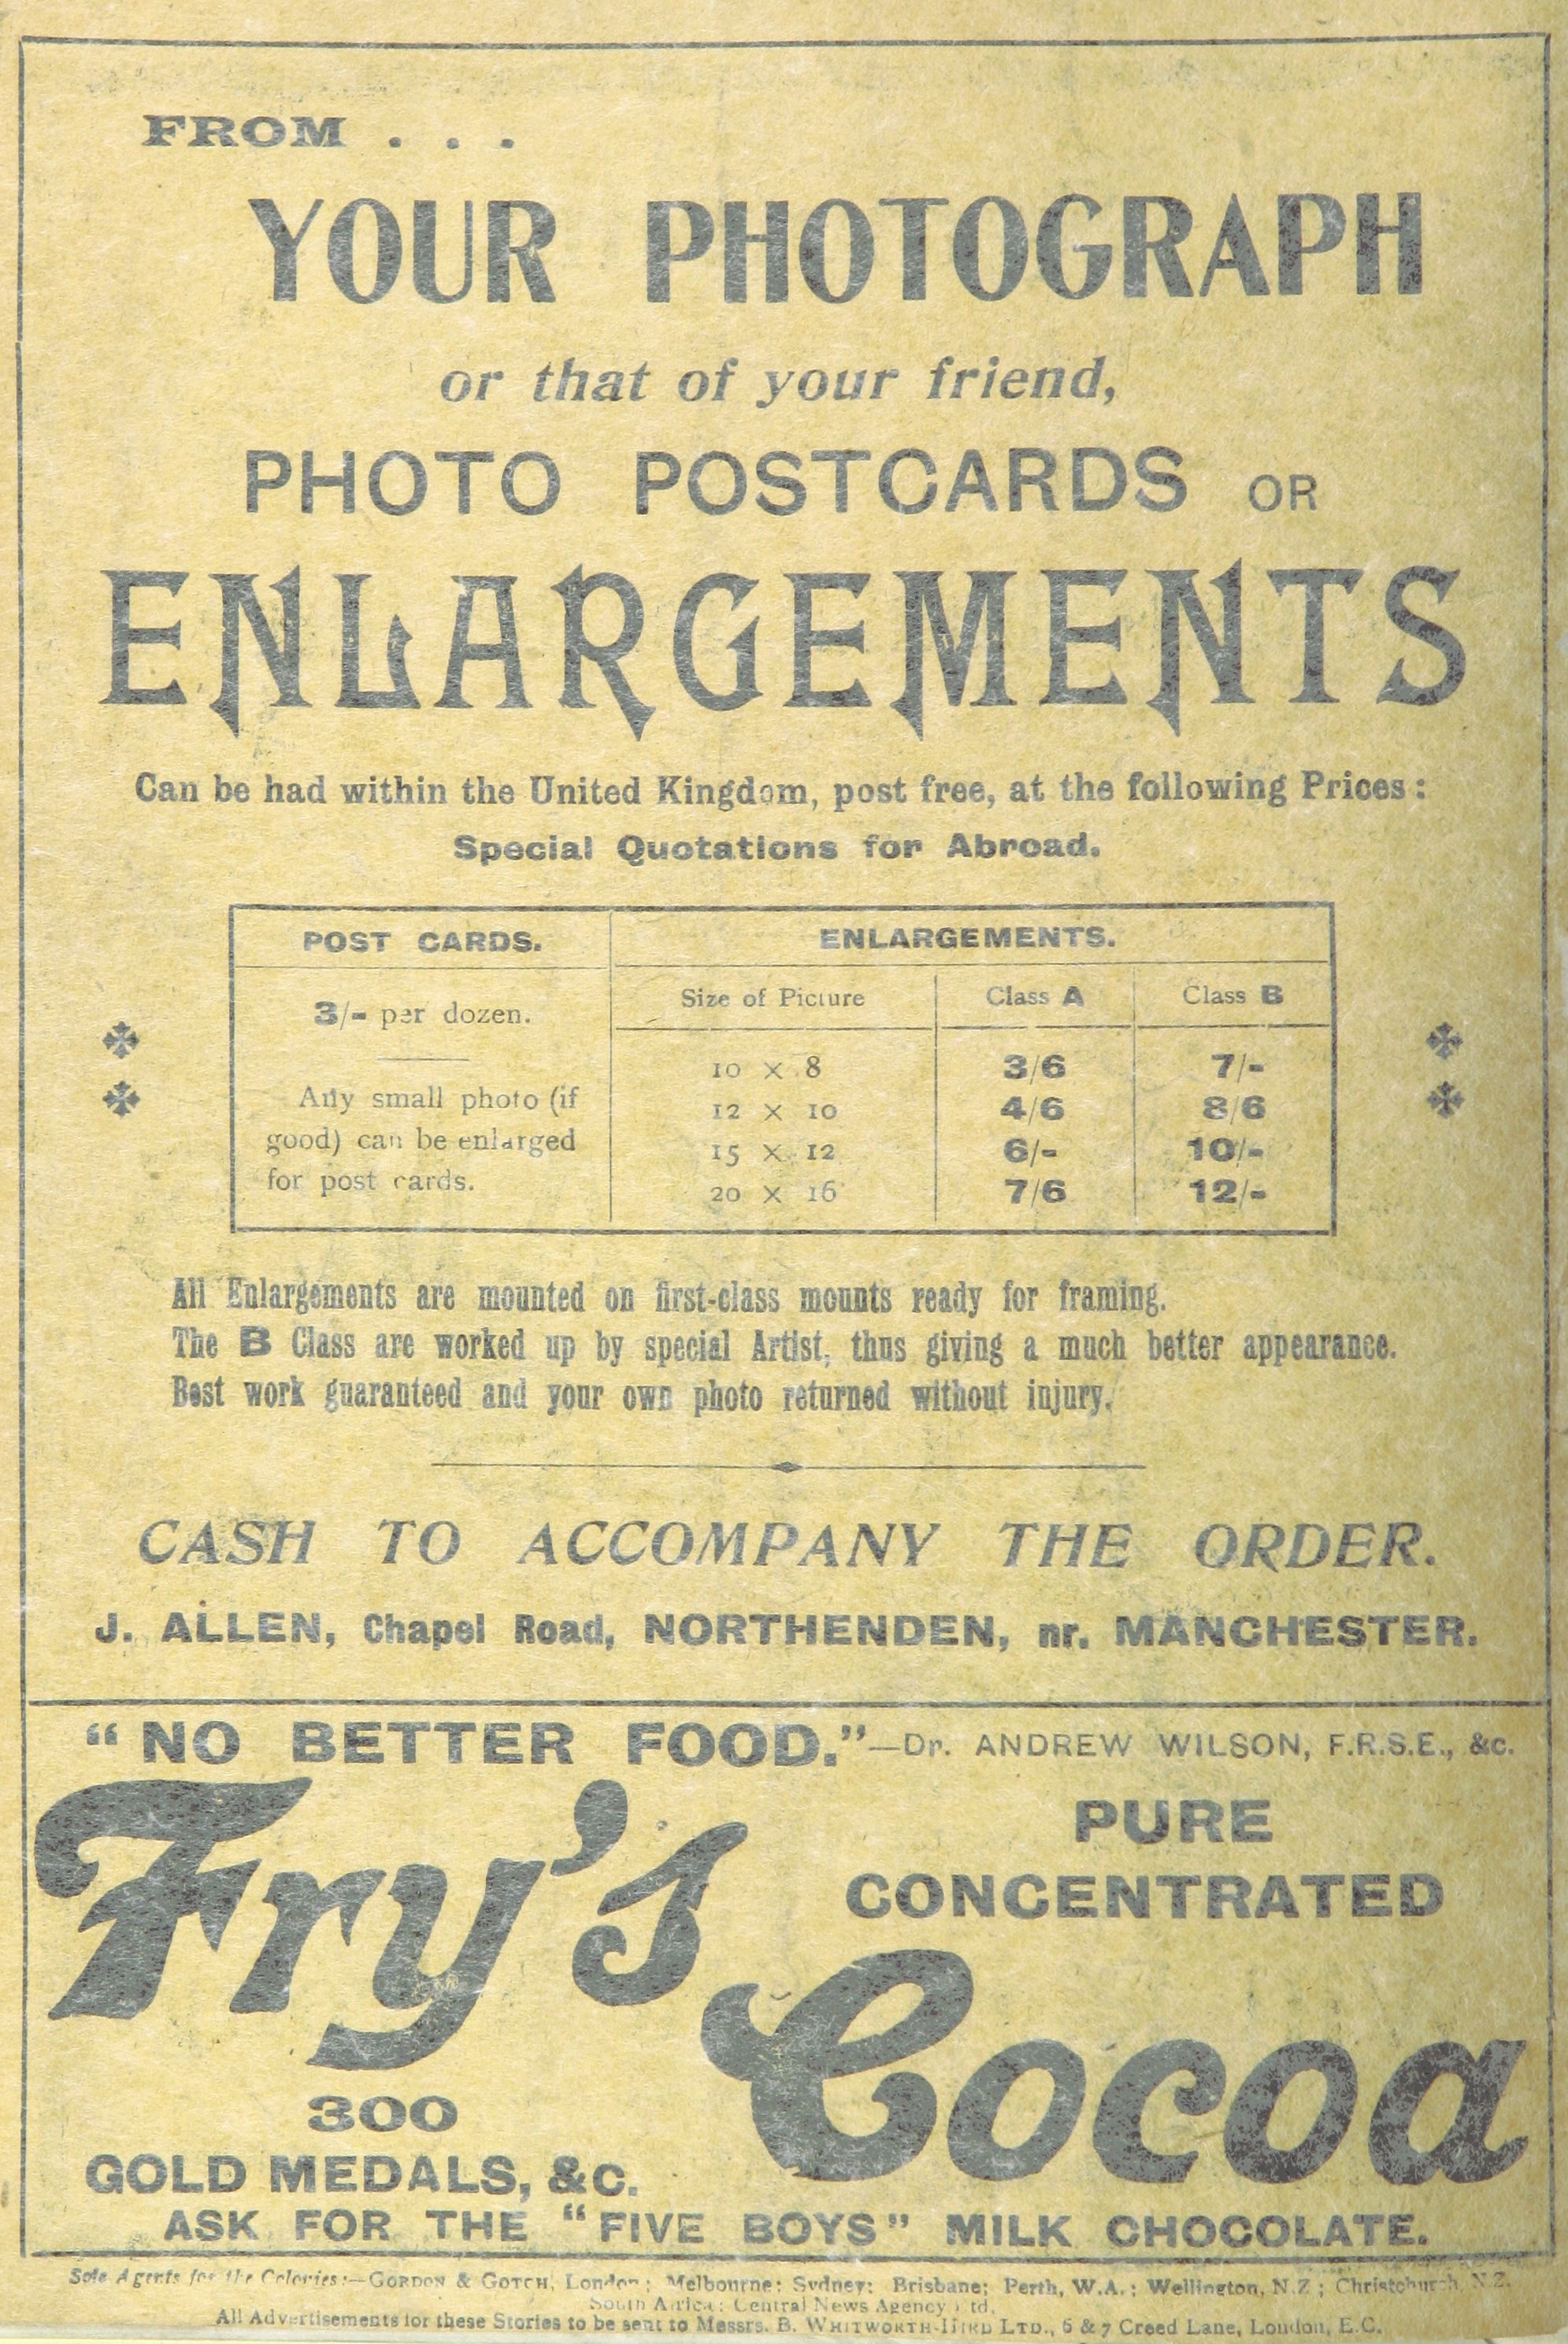 FROM . . .
YOUR PHOTOGRAPH
or that of your friend,
PHOTO POSTCARDS OR
ENLARGEMENTS
Can be had within the United Kingdom, post free, at the following Prices:
Special Quotations for Abroad.
POST CARDS.
3/- per dozen.
Any small photo (if
good) can be enlarged
for post cards.
ENLARGEMENTS.
Size of Picture Class A Class B
10 × 8 3/6 7/-
12 × 10 4/6 8/6
15 × 12 6/- 10/-
20 × 16 7/6 12/-
All Enlargements are mounted on first-class mounts ready for framing.
The B Class are worked up by special Artist, thus giving a much better appearance.
Best work guaranteed and your own photo returned without injury.
CASH TO ACCOMPANY THE ORDER.
J. ALLEN, Chapel Road, NORTHENDEN, nr. MANCHESTER.
"NO BETTER FOOD."—Dr. ANDREW WILSON, F.R.S.E., &c.
Fry's
PURE
CONCENTRATED
Cocoa
300
GOLD MEDALS, &c.
ASK FOR THE "FIVE BOYS" MILK CHOCOLATE.
Sole Agents for the Colonies:—GORDON & GOTCH, London; Melbourne; Sydney; Brisbane; Perth, W.A.; Wellington, N.Z; Christchurch, N.Z.
South Africa: Central News Agency Ltd.
All Advertisements for these Stories to be sent to Messrs. B. WHITWORTH-HIRD LTD., 6 & 7 Creed Lane, London, E.C.